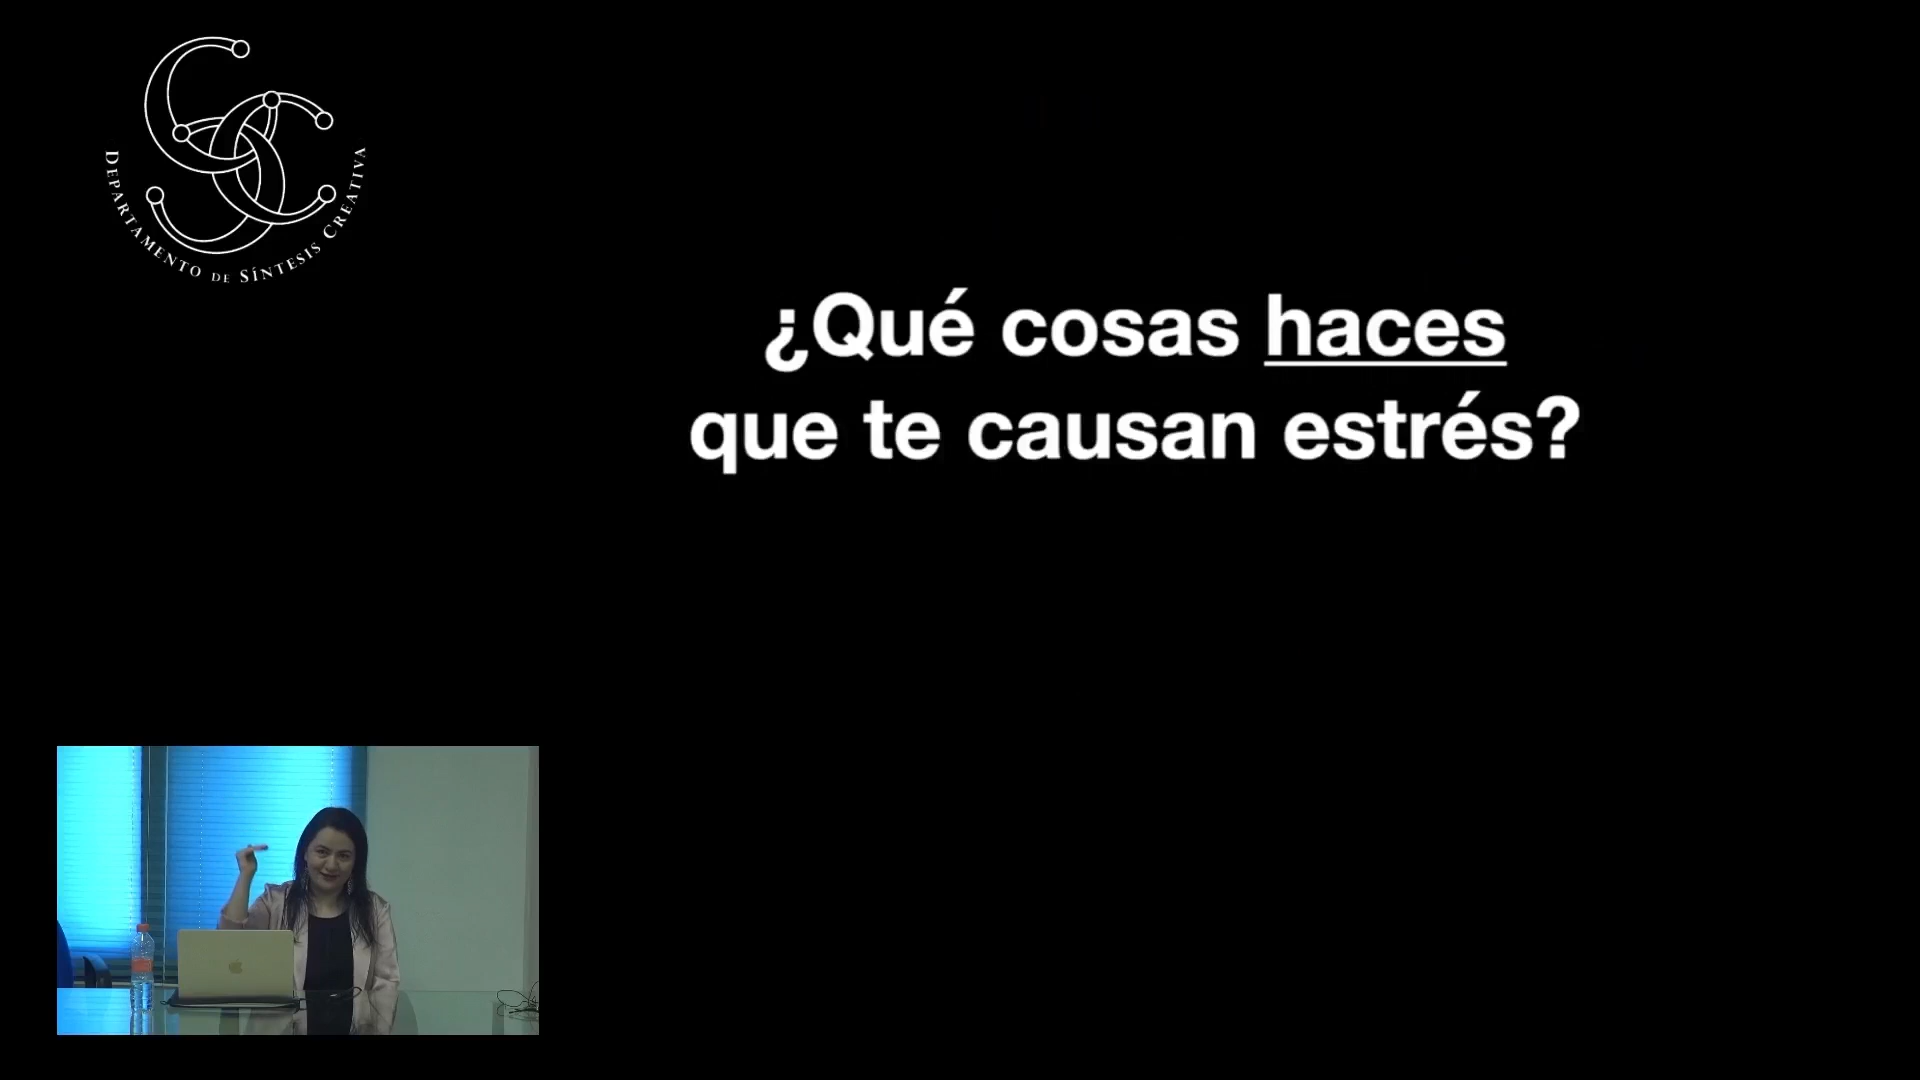 DEPARTAMENTO DE SÍNTESIS CREATIVA
¿Qué cosas haces
que te causan estrés?